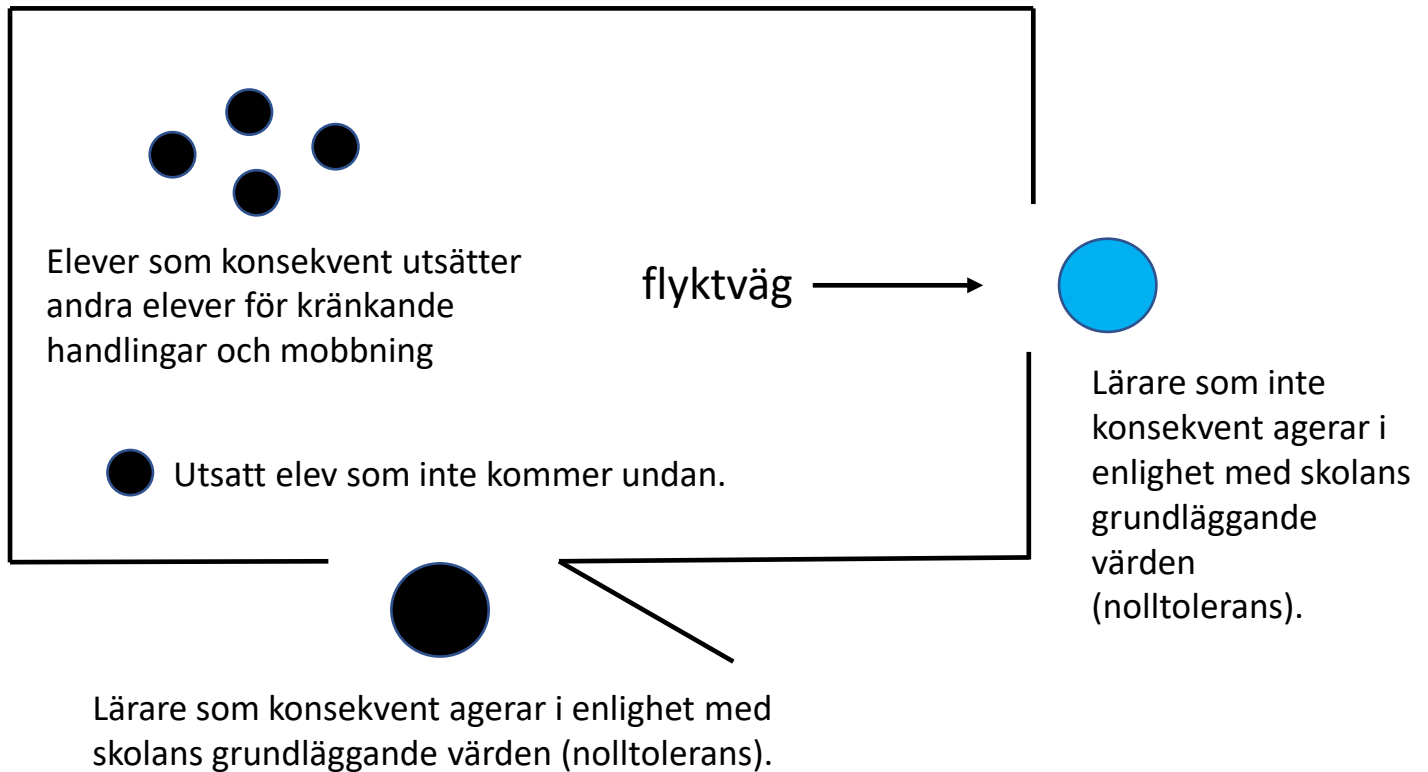 Elever som konsekvent utsätter
andra elever för kränkande
handlingar och mobbning
flyktväg
Lärare som inte
konsekvent agerar i
enlighet med skolans
grundläggande
värden
(nolltolerans).
Utsatt elev som inte kommer undan.
Lärare som konsekvent agerar i enlighet med
skolans grundläggande värden (nolltolerans).